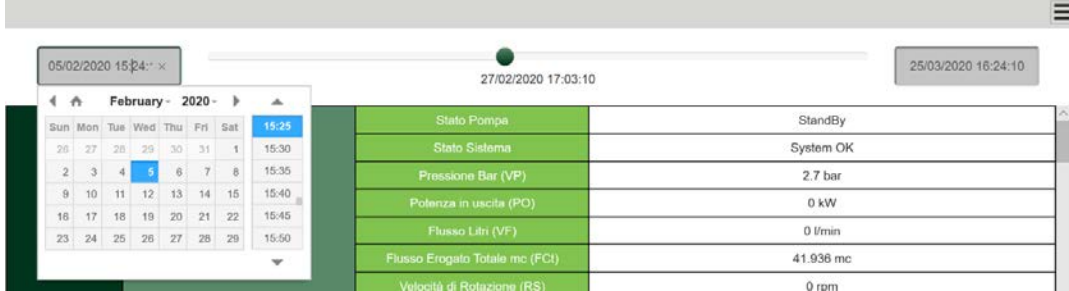 05/02/2020 15:24: ×
27/02/2020 17:03:10
25/03/2020 16:24:10
February 2020
Sun Mon Tue Wed Thu Fri Sat
26 27 28 29 30 31 1
2 3 4 5 6 7 8
9 10 11 12 13 14 15
16 17 18 19 20 21 22
23 24 25 26 27 28 29
15:25
15:30
15:35
15:40
15:45
15:50
Stato Pompa StandBy
Stato Sistema System OK
Pressione Bar (VP) 2.7 bar
Potenza in uscita (PO) 0 kW
Flusso Litri (VF) 0 l/min
Flusso Erogato Totale mc (FCt) 41.936 mc
Velocità di Rotazione (RS) 0 rpm